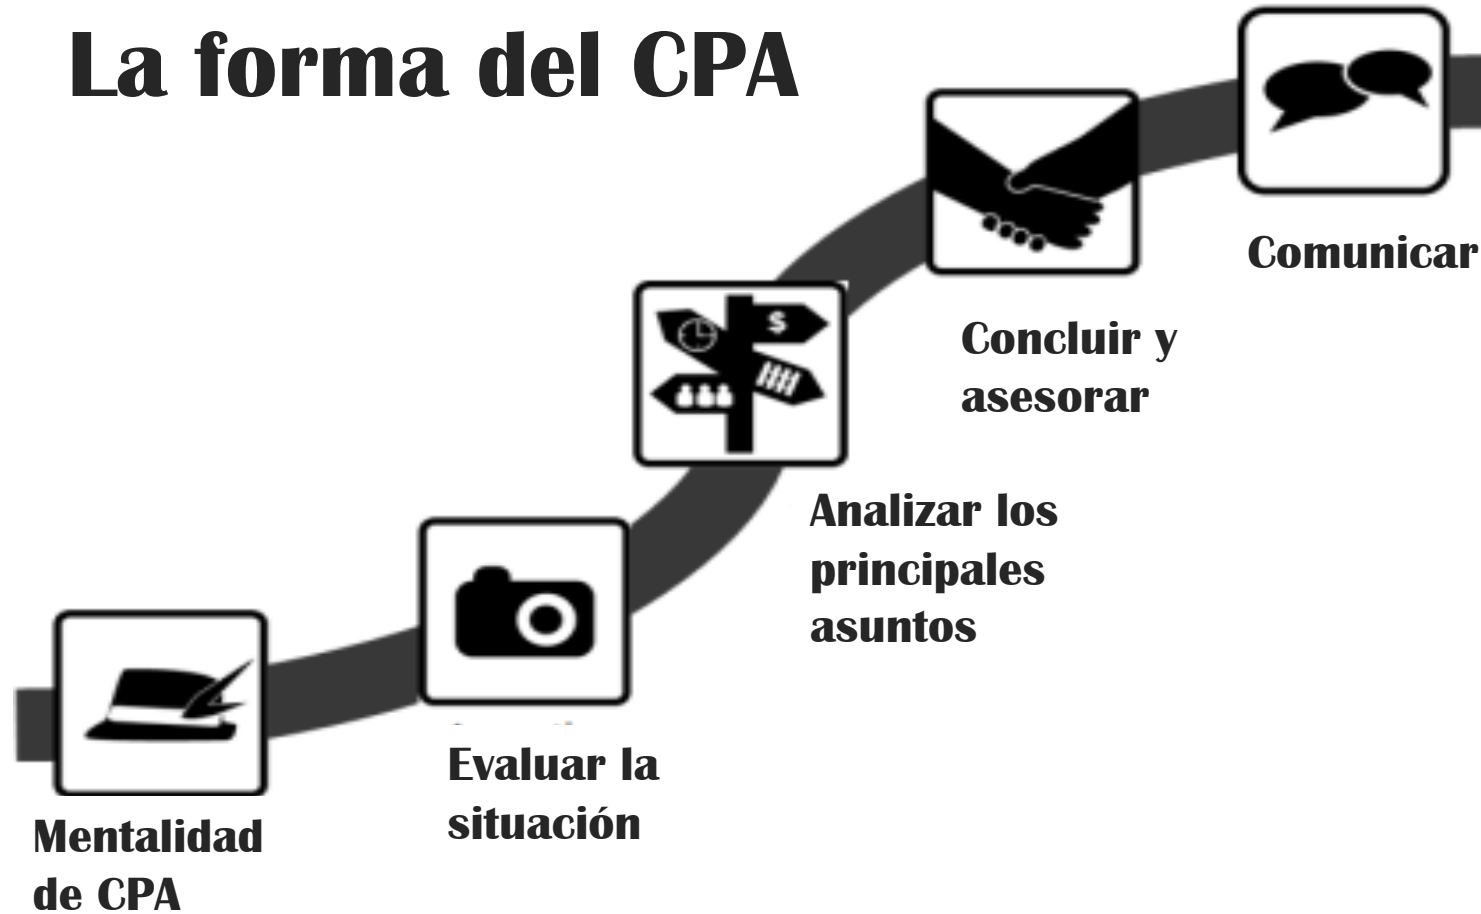 La forma del CPA
Comunicar
Concluir y
asesorar
$
Analizar los
principales
asuntos
Evaluar la
situación
Mentalidad
de CPA